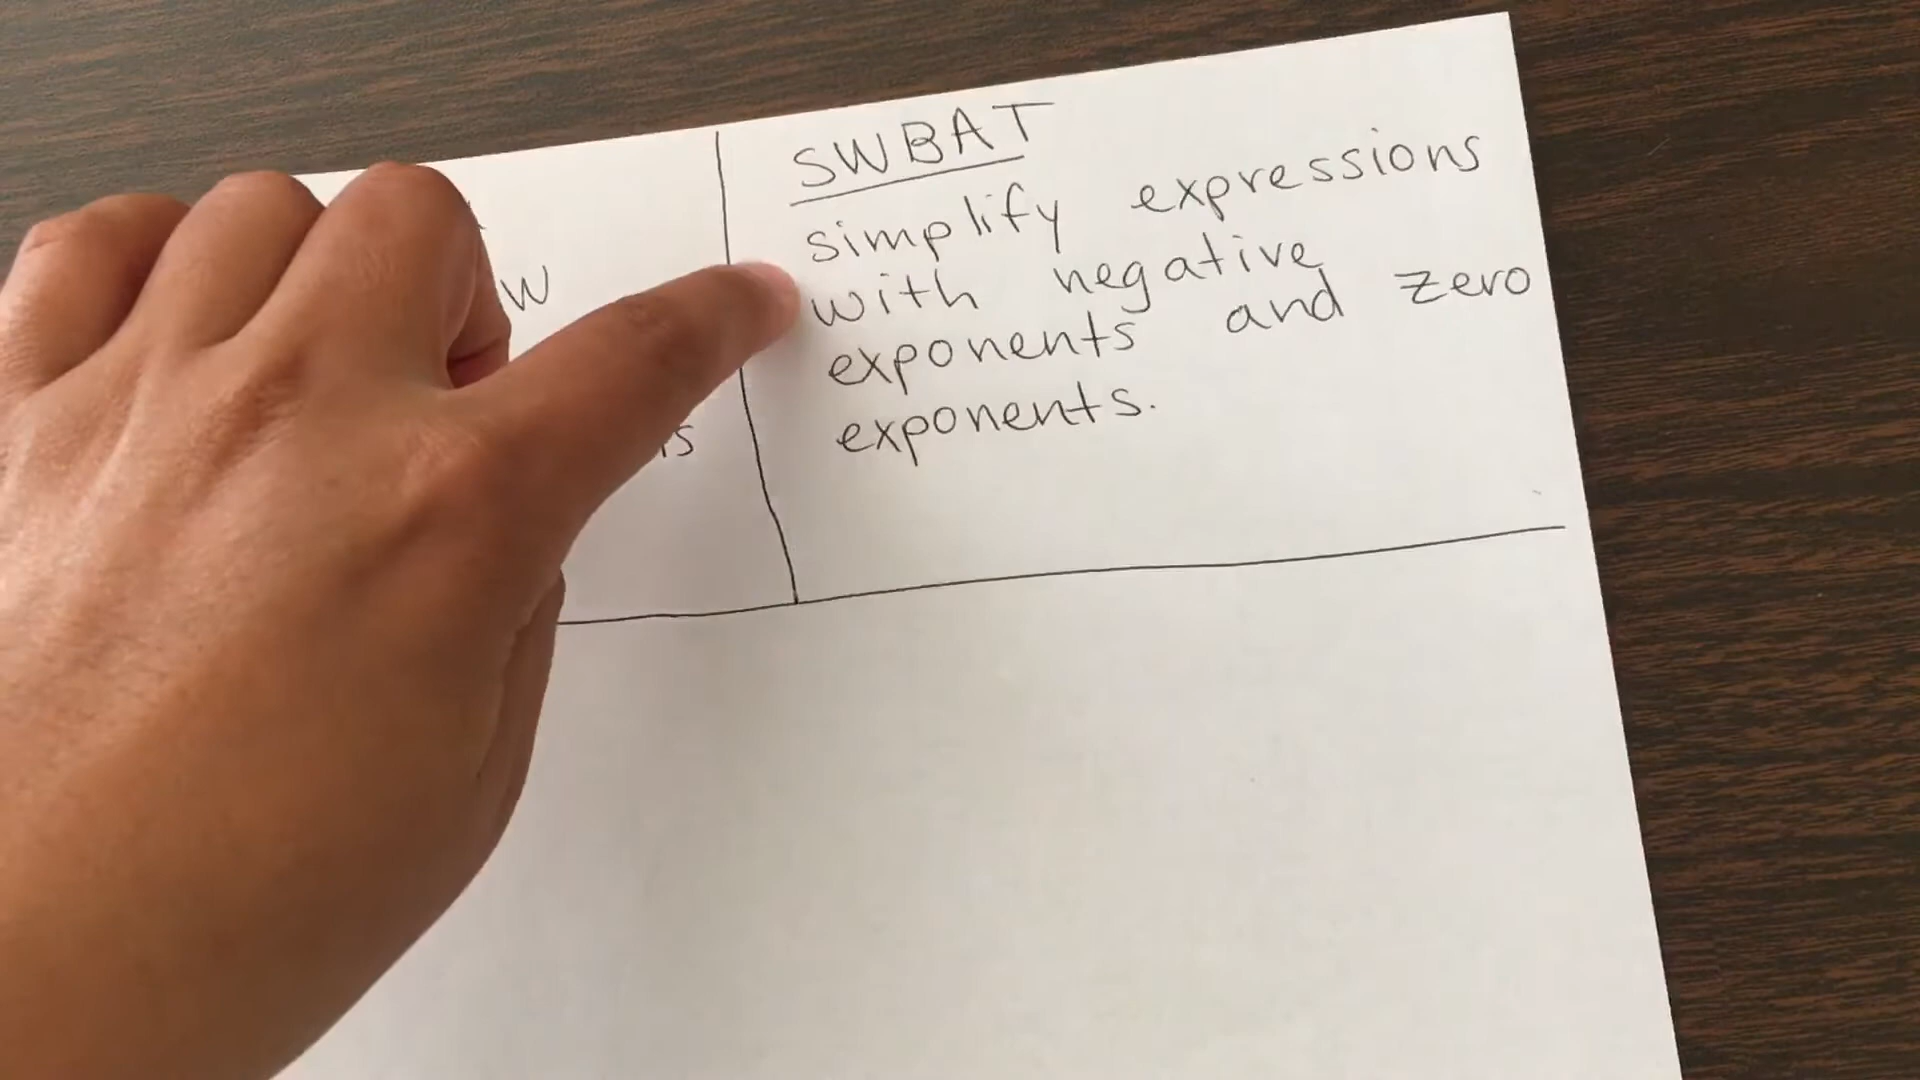 SWBAT
simplify expressions
with negative
exponents and zero
exponents.